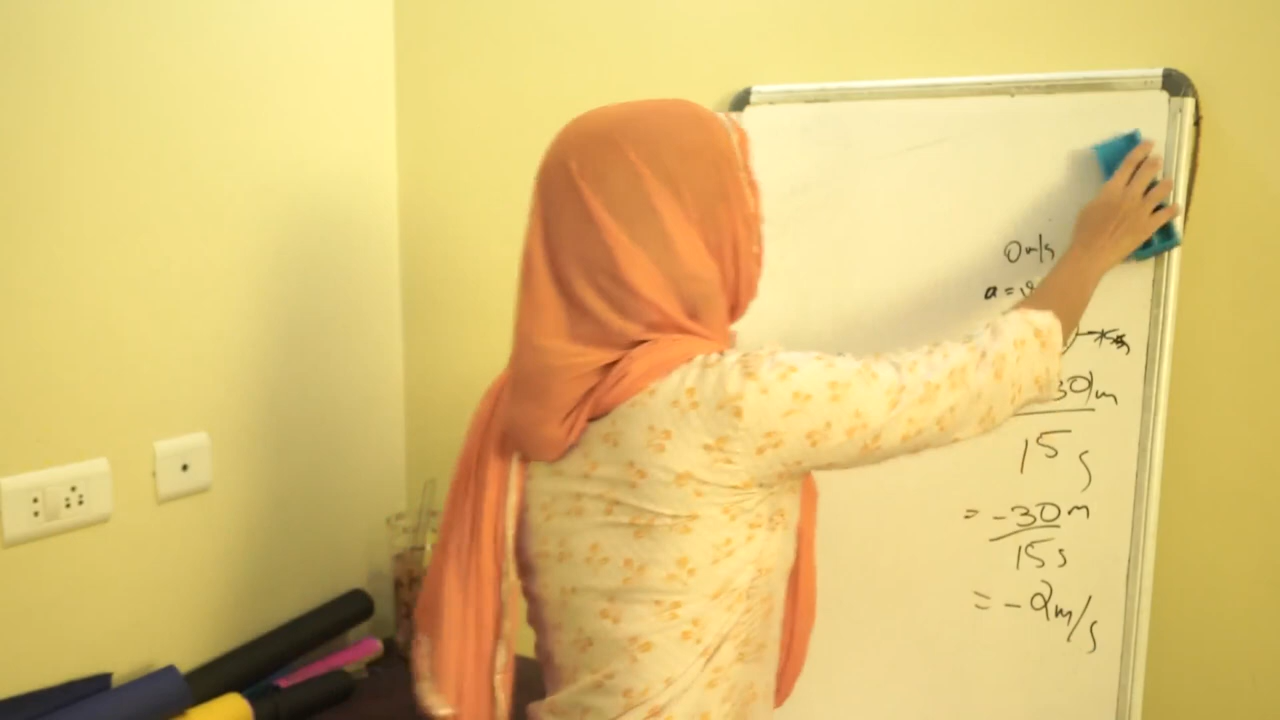 0 m/s
a =
30) m
15 s
= -30 m
15 s
= -2 m/s